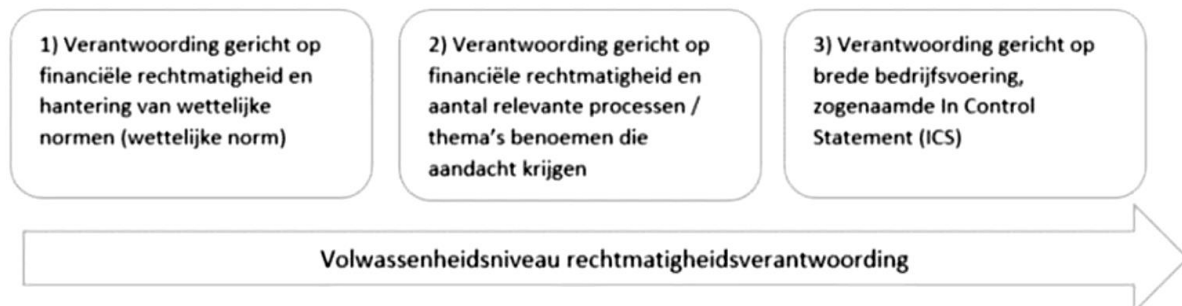 1) Verantwoording gericht op
financiële rechtmatigheid en
hantering van wettelijke
normen (wettelijke norm)
2) Verantwoording gericht op
financiële rechtmatigheid en
aantal relevante processen /
thema's benoemen die
aandacht krijgen
3) Verantwoording gericht op
brede bedrijfsvoering,
zogenaamde In Control
Statement (ICS)
Volwassenheidsniveau rechtmatigheidsverantwoording